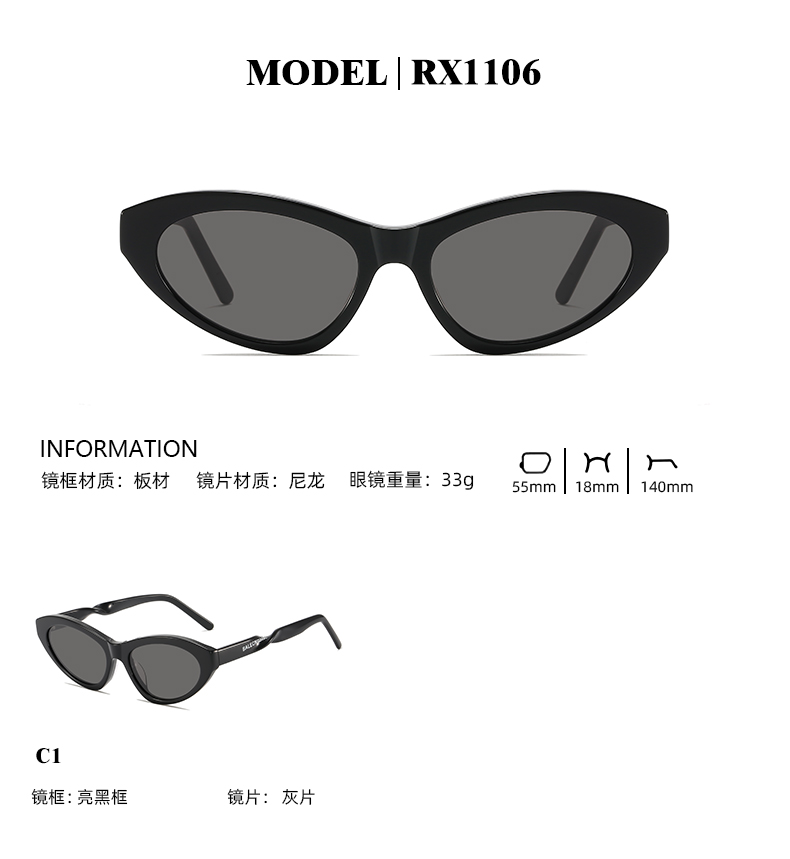 MODEL | RX1106
INFORMATION
镜框材质：板材 镜片材质：尼龙 眼镜重量：33g
55mm 18mm 140mm
C1
镜框：亮黑框 镜片： 灰片